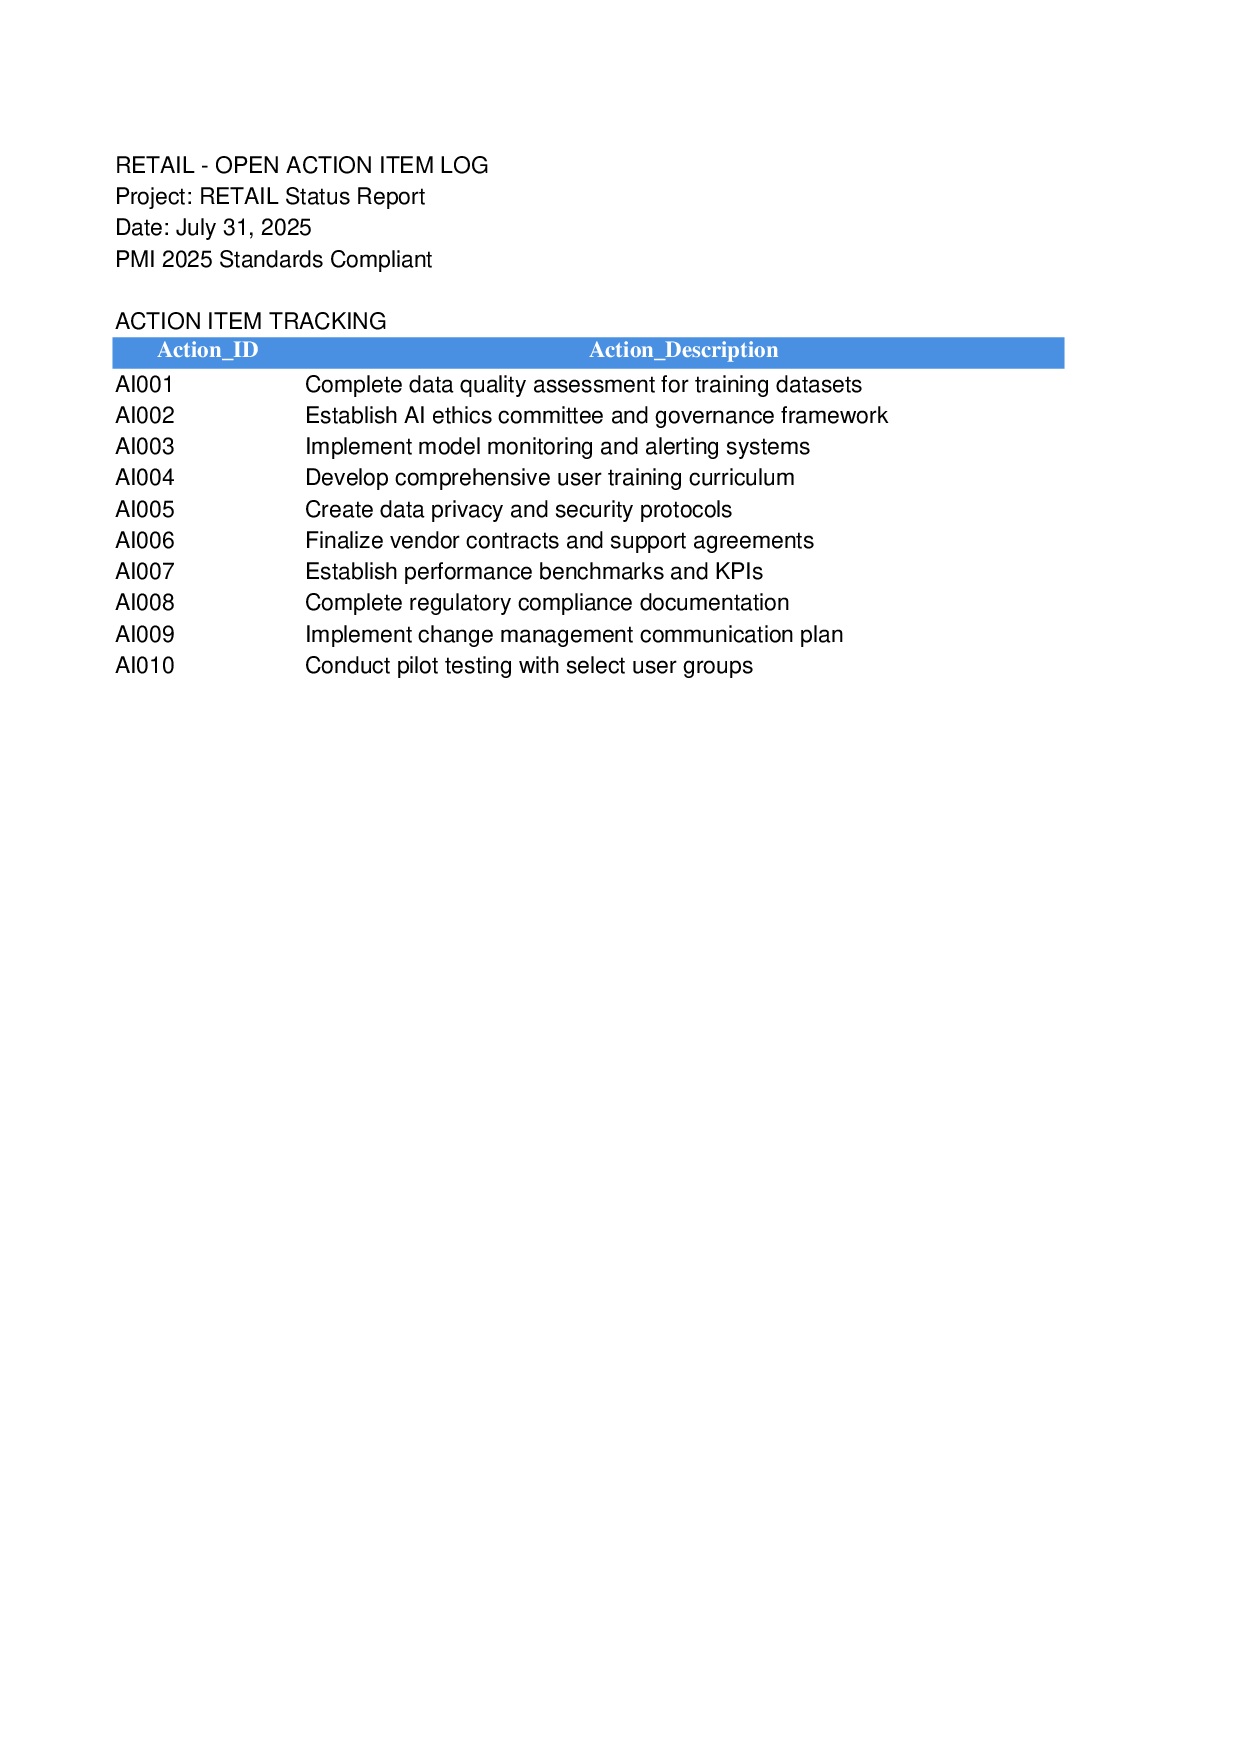 RETAIL - OPEN ACTION ITEM LOG
Project: RETAIL Status Report
Date: July 31, 2025
PMI 2025 Standards Compliant
ACTION ITEM TRACKING
Action_ID Action_Description
AI001 Complete data quality assessment for training datasets
AI002 Establish AI ethics committee and governance framework
AI003 Implement model monitoring and alerting systems
AI004 Develop comprehensive user training curriculum
AI005 Create data privacy and security protocols
AI006 Finalize vendor contracts and support agreements
AI007 Establish performance benchmarks and KPIs
AI008 Complete regulatory compliance documentation
AI009 Implement change management communication plan
AI010 Conduct pilot testing with select user groups